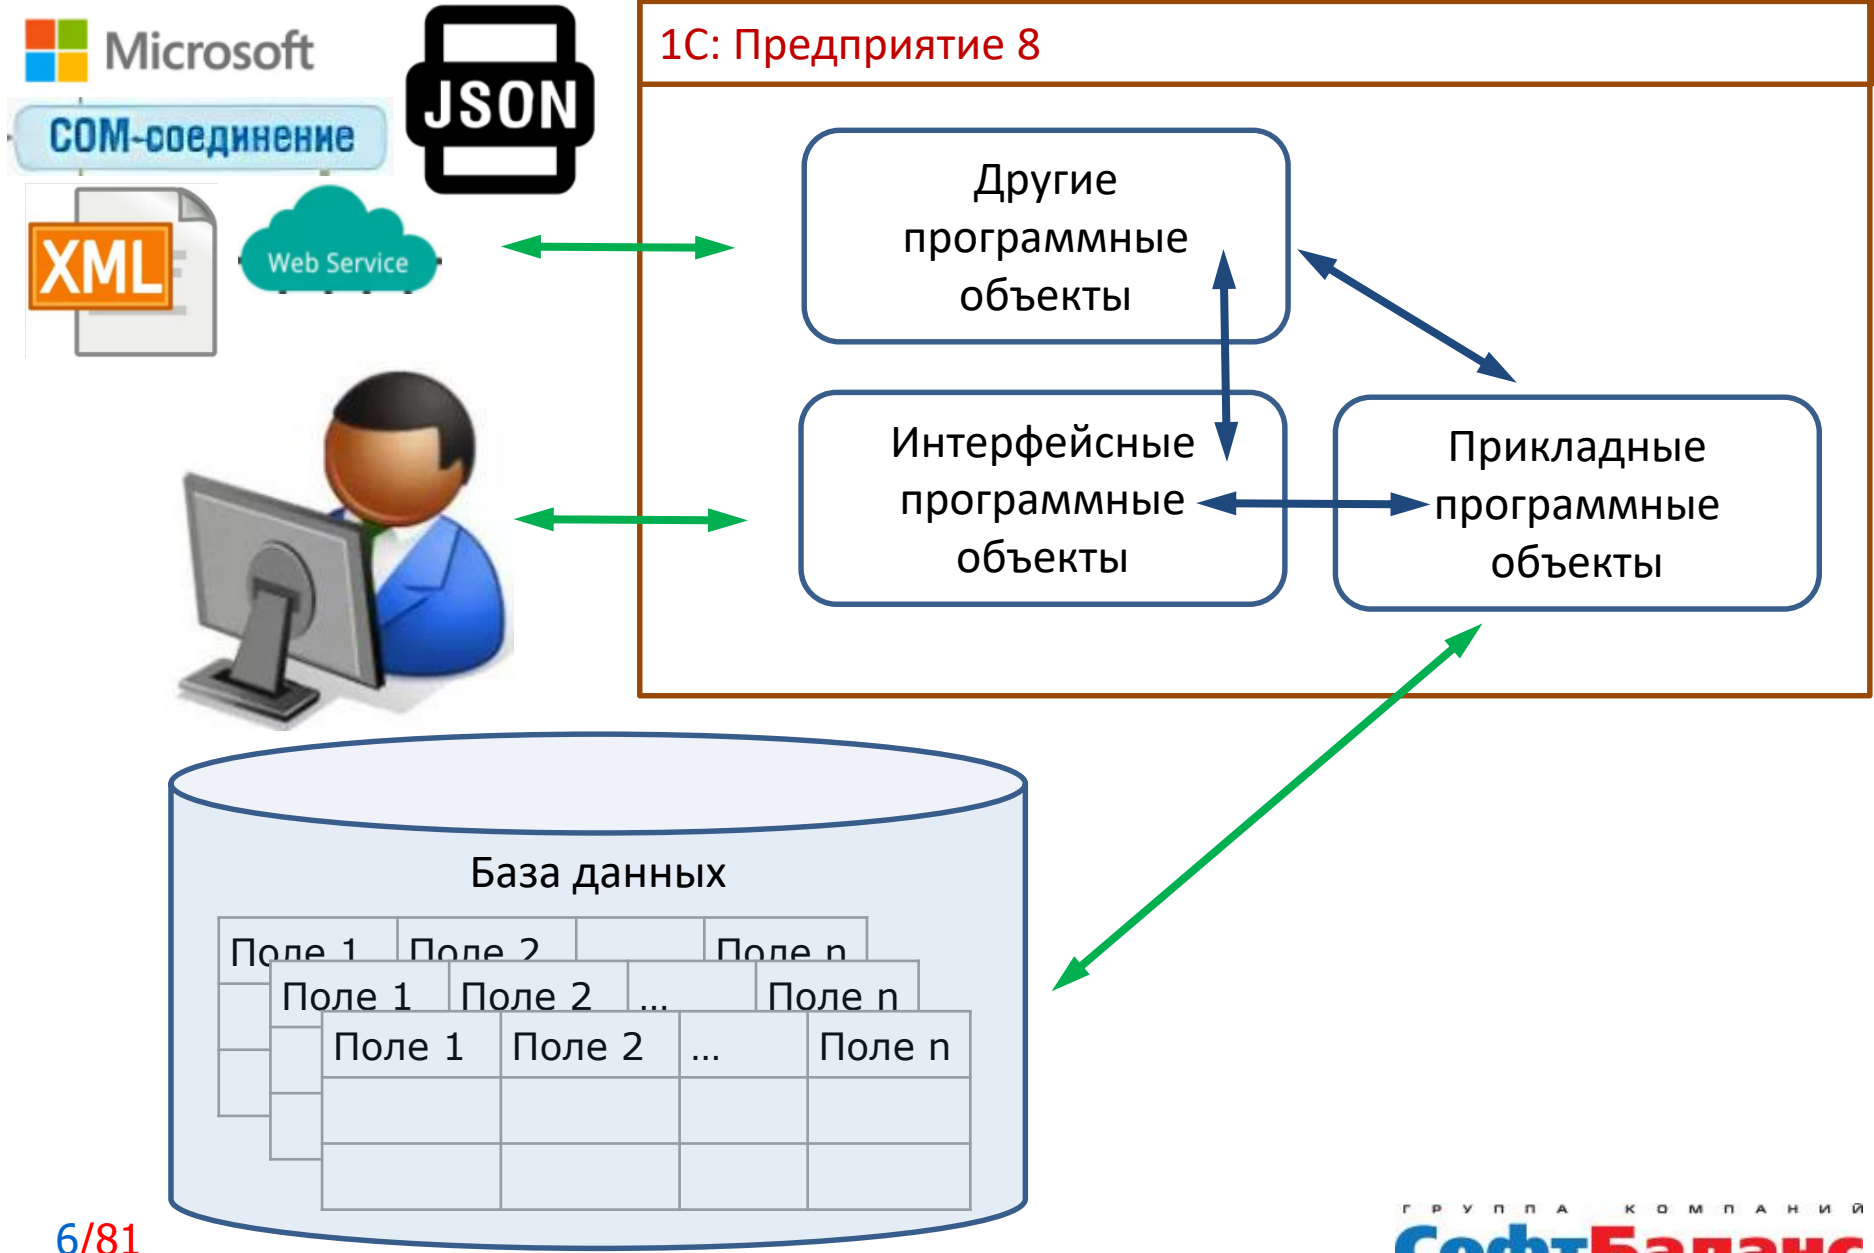 Microsoft
COM-соединение
JSON
XML
Web Service
1С: Предприятие 8
Другие
программные
объекты
Интерфейсные
программные
объекты
Прикладные
программные
объекты
База данных
Поле 1 Поле 2 Поле n
Поле 1 Поле 2 ... Поле n
Поле 1 Поле 2 ... Поле n
6/81
ГРУППА КОМПАНИЙ
СофтБаланс